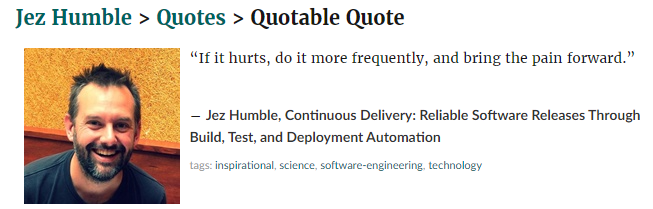 Jez Humble > Quotes > Quotable Quote
“If it hurts, do it more frequently, and bring the pain forward.”
― Jez Humble, Continuous Delivery: Reliable Software Releases Through
Build, Test, and Deployment Automation
tags: inspirational, science, software-engineering, technology